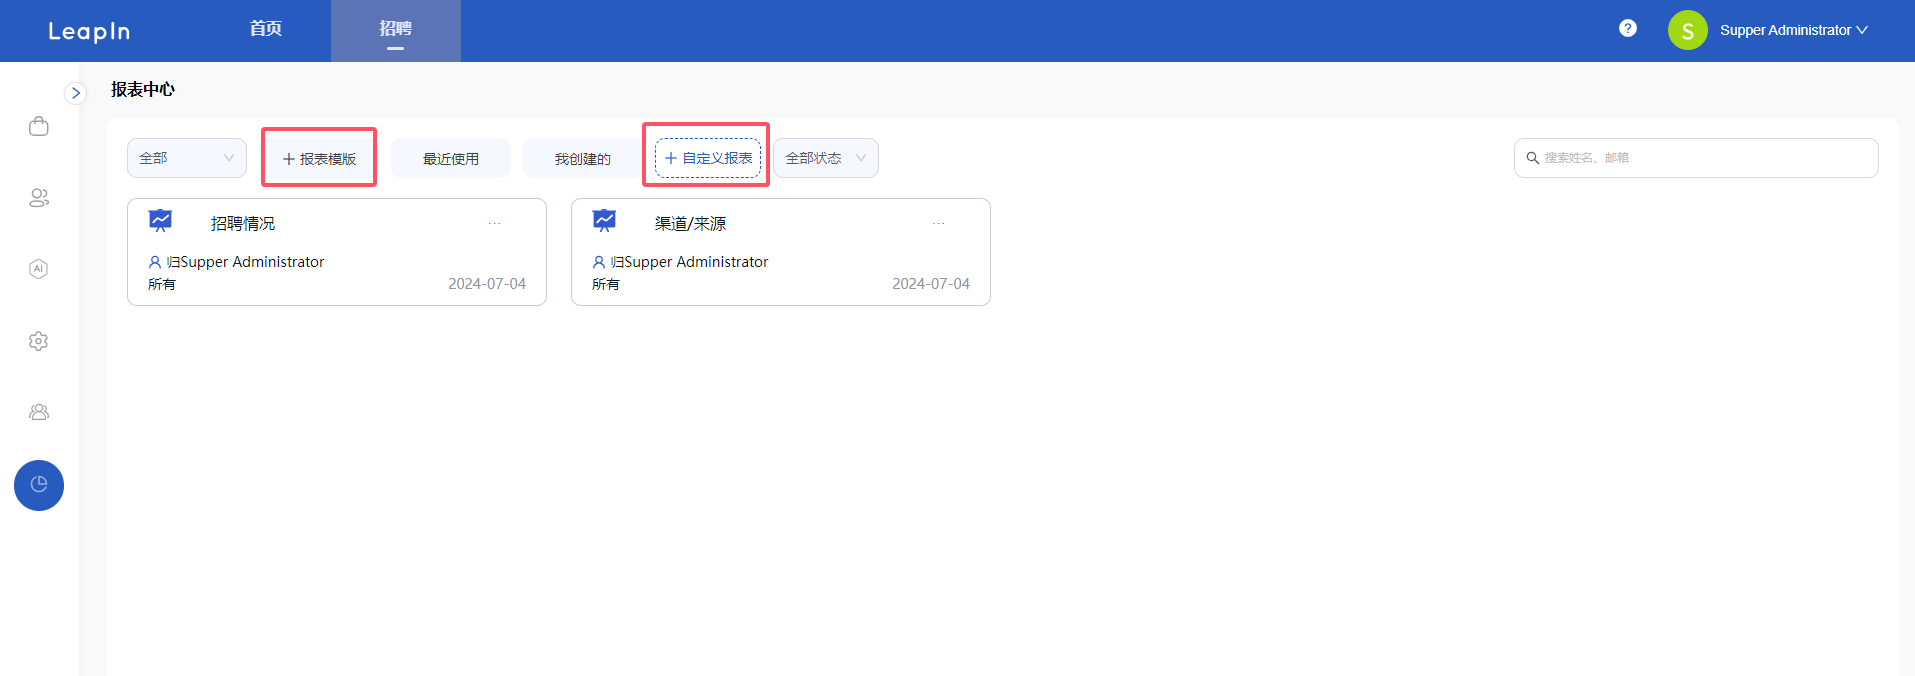 LeapIn
首页
招聘
?
S
Supper Administrator
报表中心
全部
报表模版
最近使用
我创建的
自定义报表
全部状态
搜索姓名、邮箱
招聘情况
...
归Supper Administrator
所有
2024-07-04
渠道/来源
...
归Supper Administrator
所有
2024-07-04
AI